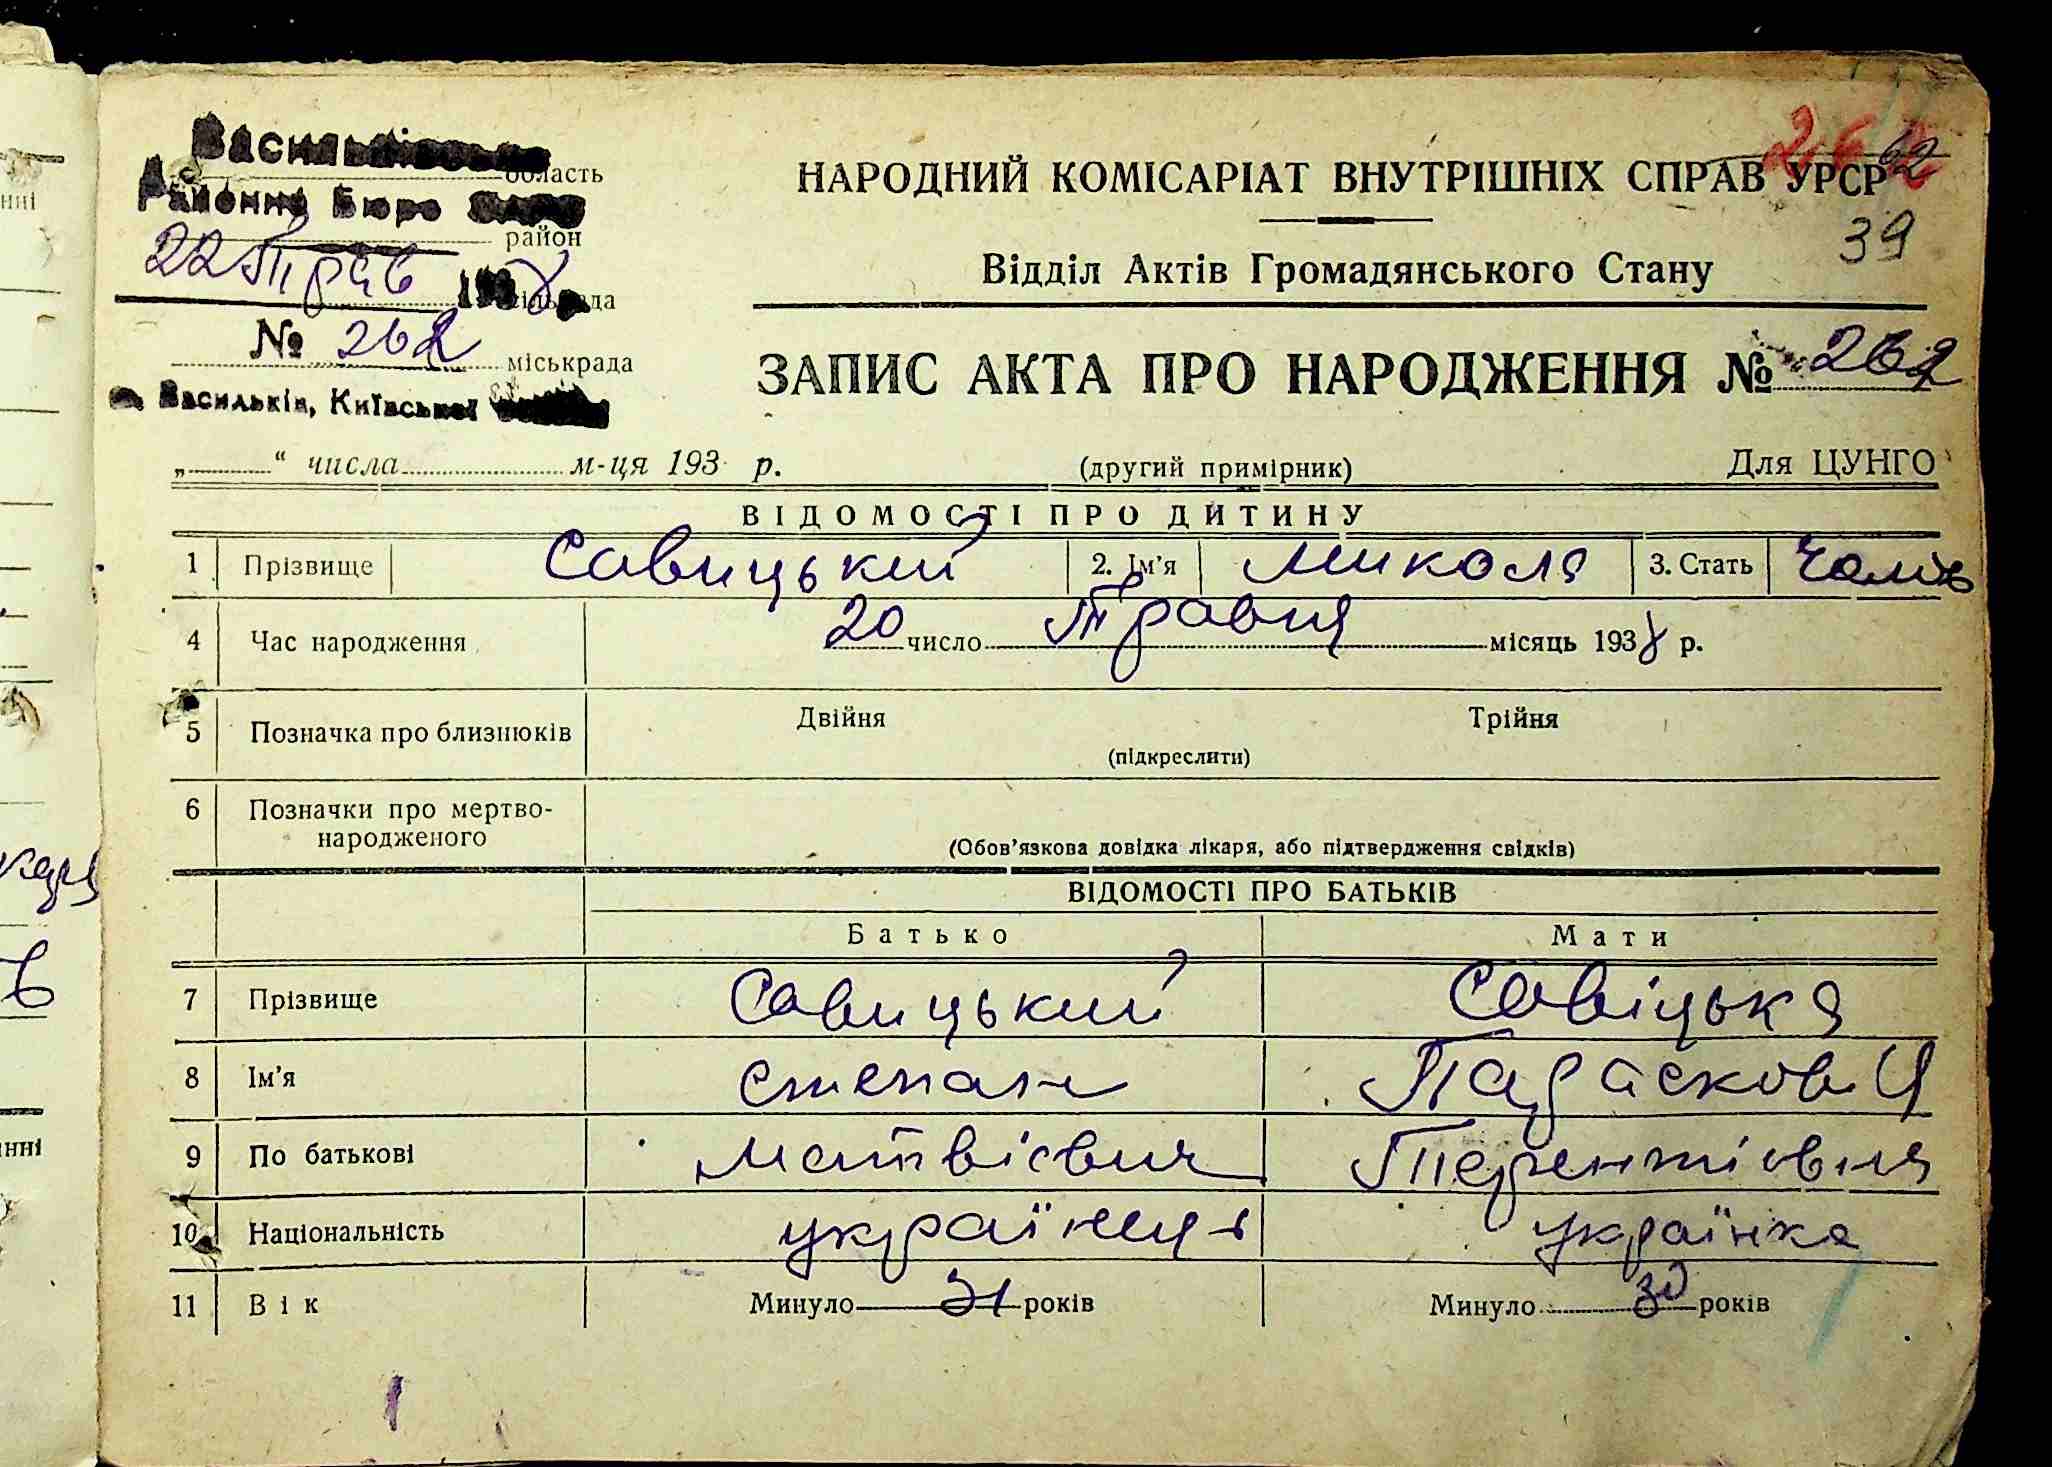 Васильківське
область
Районне Бюро
район
22 Трав 1938 р.
сільрада
№ 262
міськрада
м. Васильків, Київської
262
62
НАРОДНИЙ КОМІСАРІАТ ВНУТРІШНІХ СПРАВ УРСР
39
Відділ Актів Громадянського Стану
ЗАПИС АКТА ПРО НАРОДЖЕННЯ № 262
„ “ числа м-ця 193 р. (другий примірник) Для ЦУНГО
ВІДОМОСТІ ПРО ДИТИНУ
1 Прізвище Савицький 2. Ім’я Микола 3. Стать Чолов
4 Час народження 20 число Травня місяць 1938 р.
5 Позначка про близнюків Двійня Трійня
(підкреслити)
6 Позначки про мертво-
народженого
(Обов’язкова довідка лікаря, або підтвердження свідків)
ВІДОМОСТІ ПРО БАТЬКІВ
Батько Мати
7 Прізвище Савицький Савіцька
8 Ім’я Степан Парасковія
9 По батькові Матвієвич Терентіовня
10 Національність українець українка
11 Вік Минуло 31 років Минуло 30 років